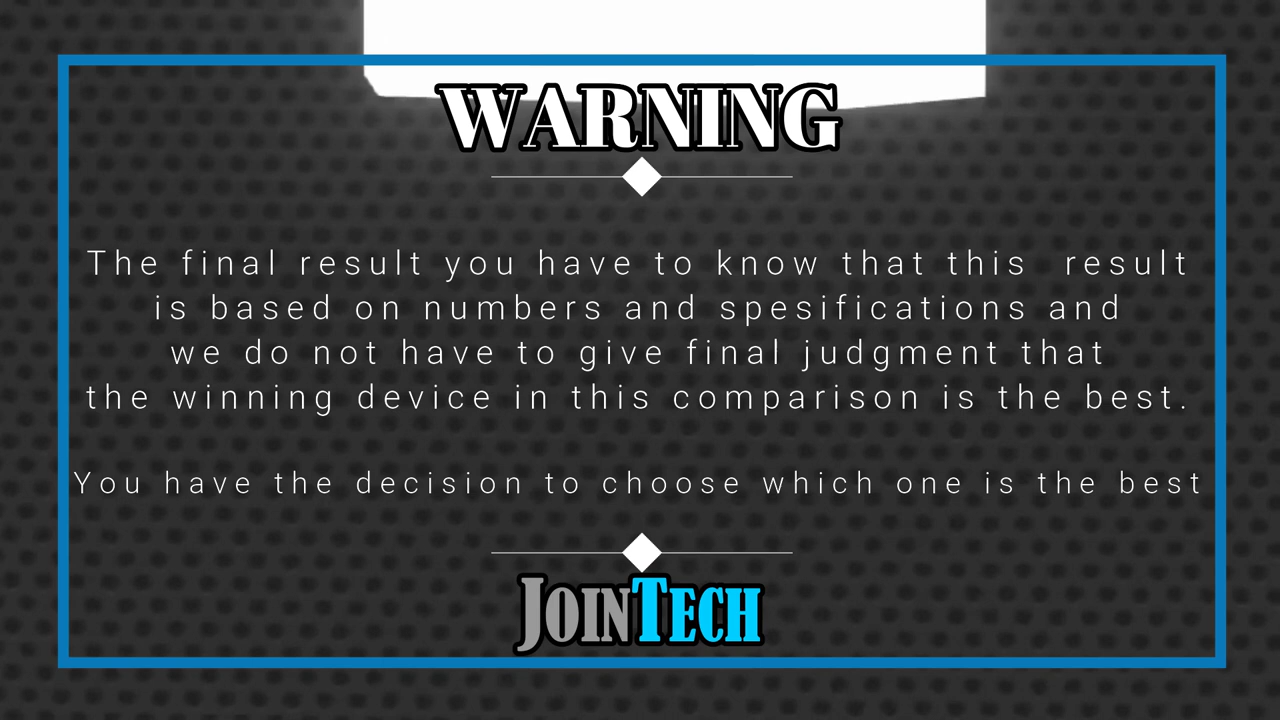 WARNING
The final result you have to know that this result
is based on numbers and spesifications and
we do not have to give final judgment that
the winning device in this comparison is the best.
You have the decision to choose which one is the best
JOINTECH